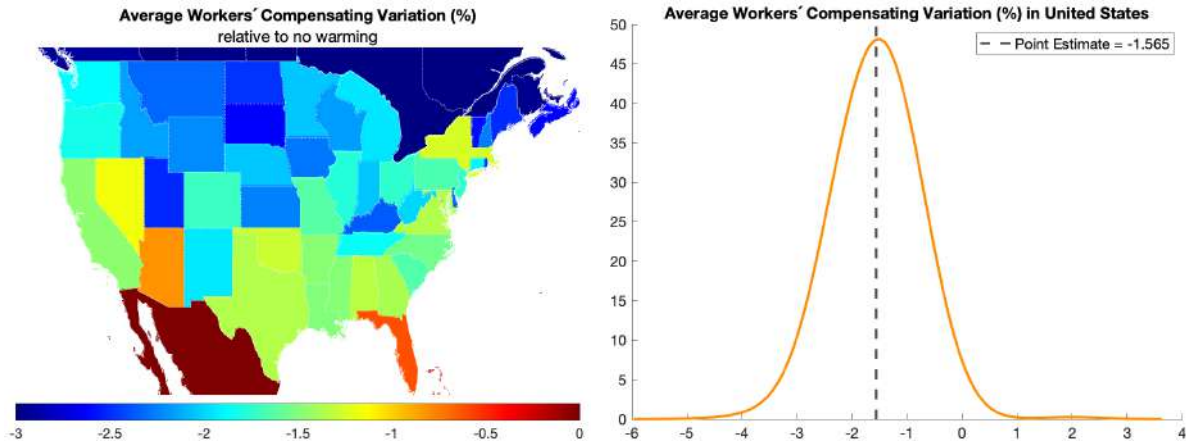 Average Workers´ Compensating Variation (%)
relative to no warming
-3 -2.5 -2 -1.5 -1 -0.5 0
Average Workers´ Compensating Variation (%) in United States
50
45
40
35
30
25
20
15
10
5
0
-6 -5 -4 -3 -2 -1 0 1 2 3 4
Point Estimate = -1.565